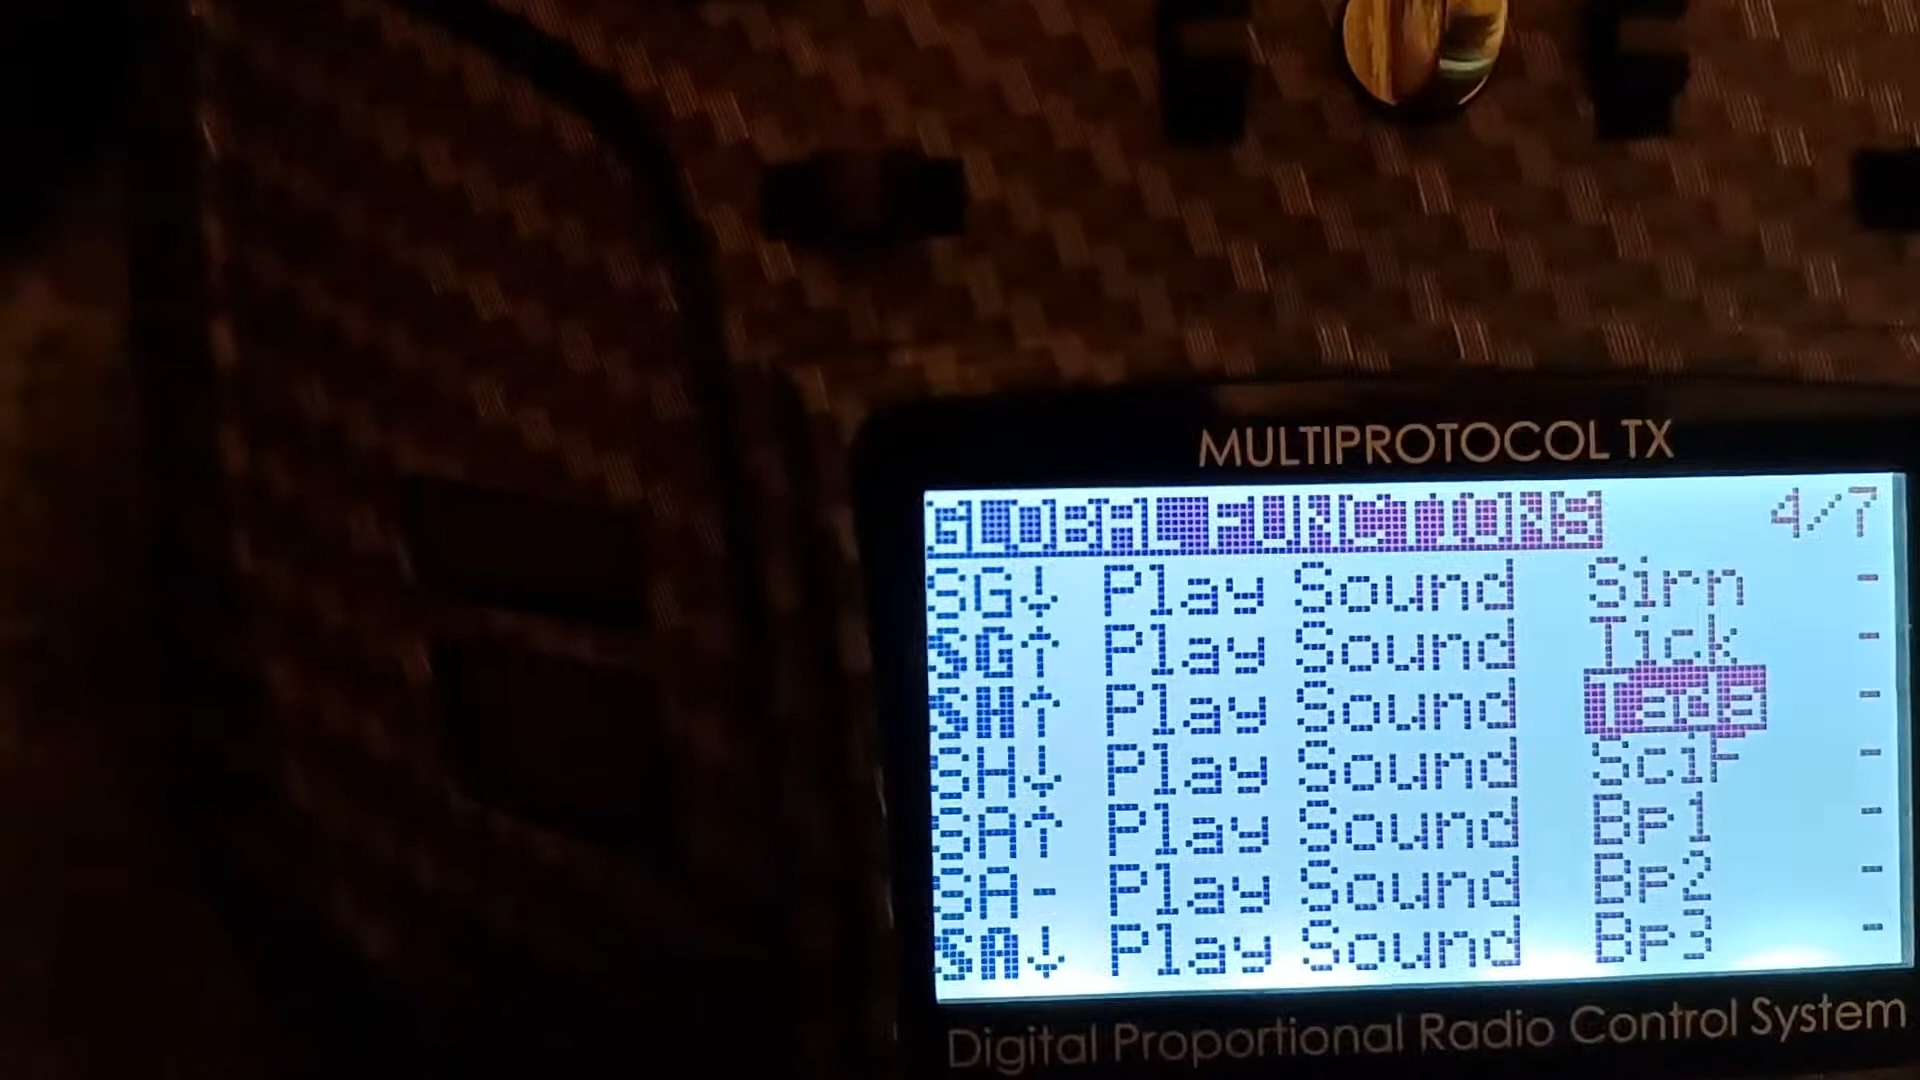 MULTIPROTOCOL TX
GLOBAL FUNCTIONS 4/7
SG↓ Play Sound Sirn -
SG↑ Play Sound Tick -
SH↑ Play Sound Tada -
SH↓ Play Sound SciF -
SA↑ Play Sound Bp1 -
SA- Play Sound Bp2 -
SA↓ Play Sound Bp3 -
Digital Proportional Radio Control System